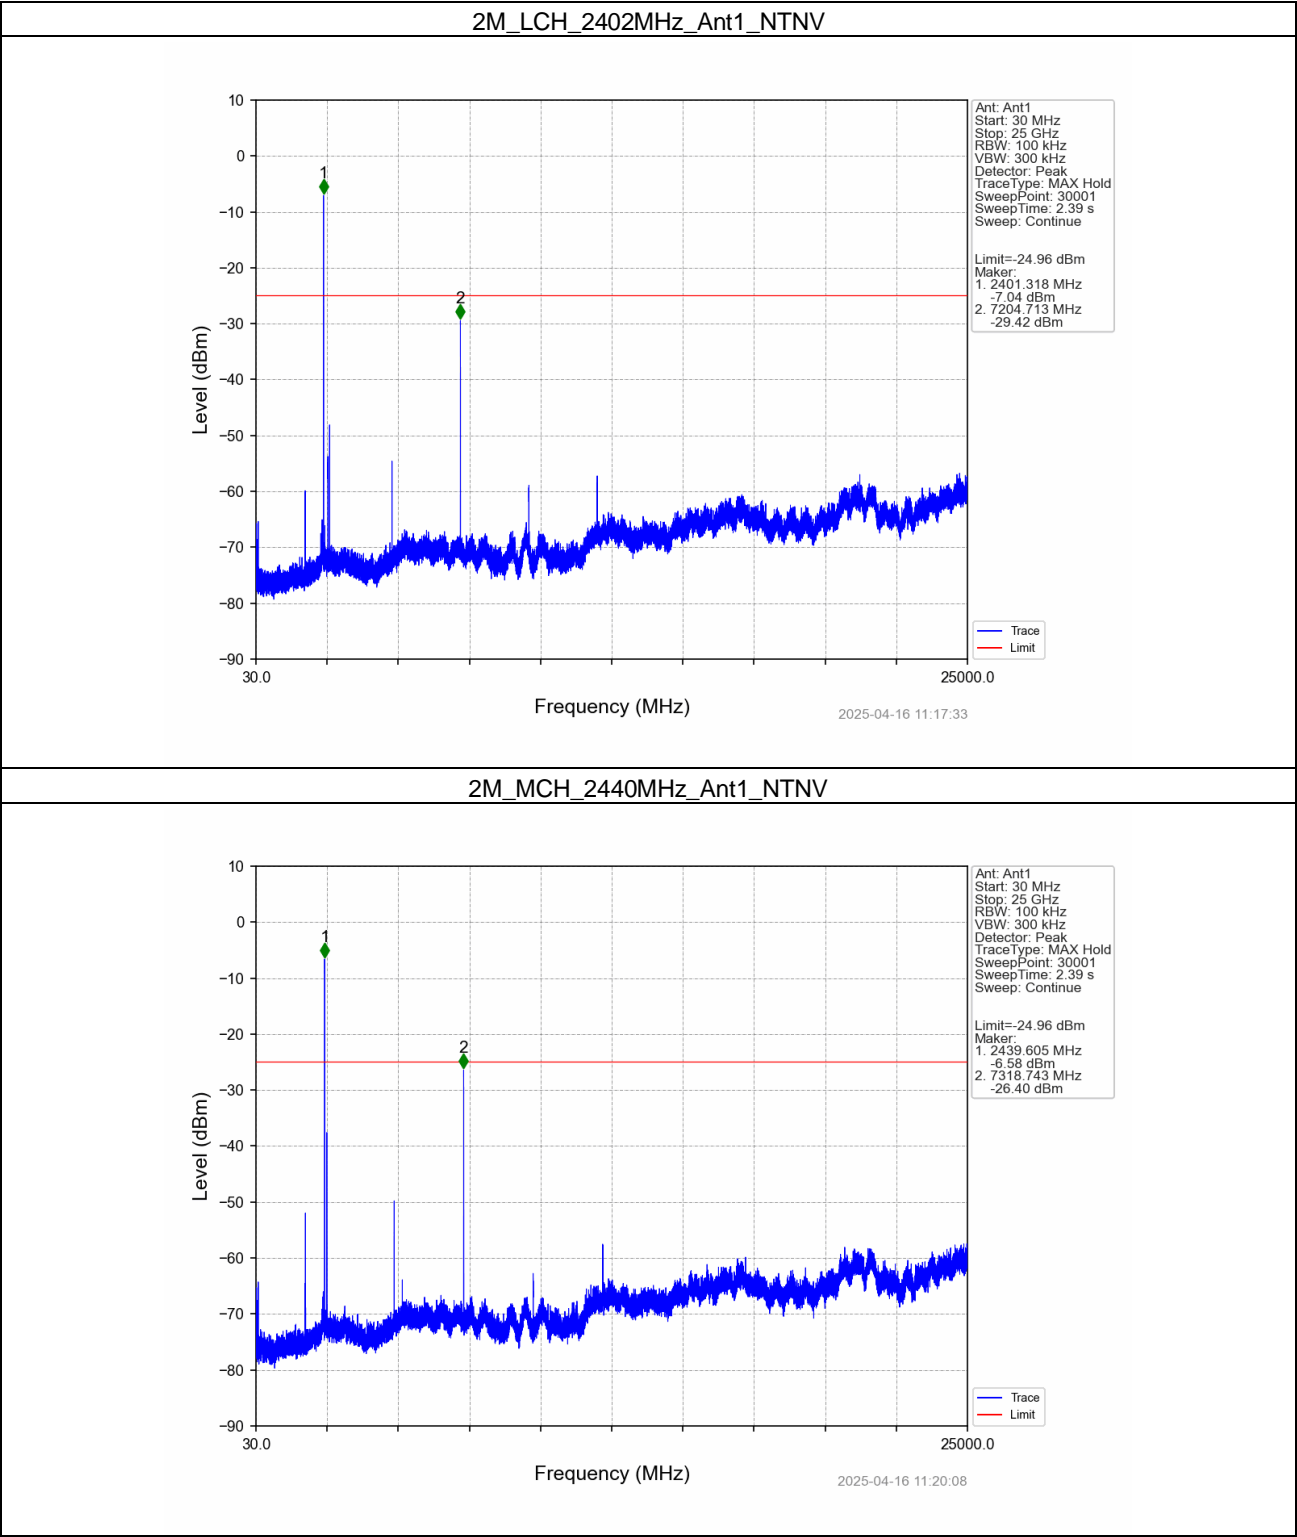 2M_LCH_2402MHz_Ant1_NTNV
10
0
−10
−20
−30
−40
−50
−60
−70
−80
−90
Level (dBm)
1
2
30.0
25000.0
Frequency (MHz)
2025-04-16 11:17:33
Ant: Ant1
Start: 30 MHz
Stop: 25 GHz
RBW: 100 kHz
VBW: 300 kHz
Detector: Peak
TraceType: MAX Hold
SweepPoint: 30001
SweepTime: 2.39 s
Sweep: Continue
Limit=-24.96 dBm
Maker:
1. 2401.318 MHz
-7.04 dBm
2. 7204.713 MHz
-29.42 dBm
Trace
Limit
2M_MCH_2440MHz_Ant1_NTNV
10
0
−10
−20
−30
−40
−50
−60
−70
−80
−90
Level (dBm)
1
2
30.0
25000.0
Frequency (MHz)
2025-04-16 11:20:08
Ant: Ant1
Start: 30 MHz
Stop: 25 GHz
RBW: 100 kHz
VBW: 300 kHz
Detector: Peak
TraceType: MAX Hold
SweepPoint: 30001
SweepTime: 2.39 s
Sweep: Continue
Limit=-24.96 dBm
Maker:
1. 2439.605 MHz
-6.58 dBm
2. 7318.743 MHz
-26.40 dBm
Trace
Limit